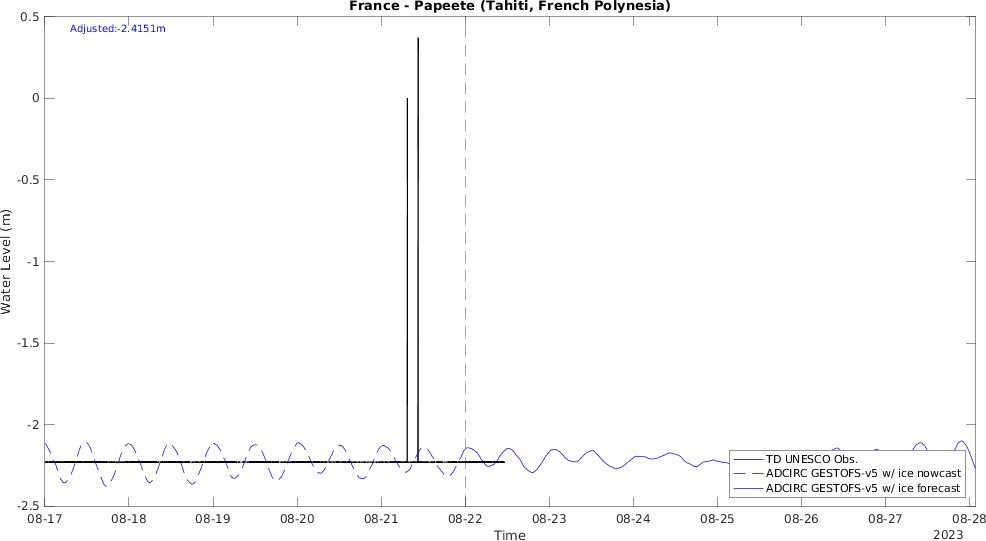 France - Papeete (Tahiti, French Polynesia)
Adjusted:-2.4151m
0.5
0
-0.5
-1
-1.5
-2
-2.5
Water Level (m)
TD UNESCO Obs.
ADCIRC GESTOFS-v5 w/ ice nowcast
ADCIRC GESTOFS-v5 w/ ice forecast
08-17 08-18 08-19 08-20 08-21 08-22 08-23 08-24 08-25 08-26 08-27 08-28
Time
2023